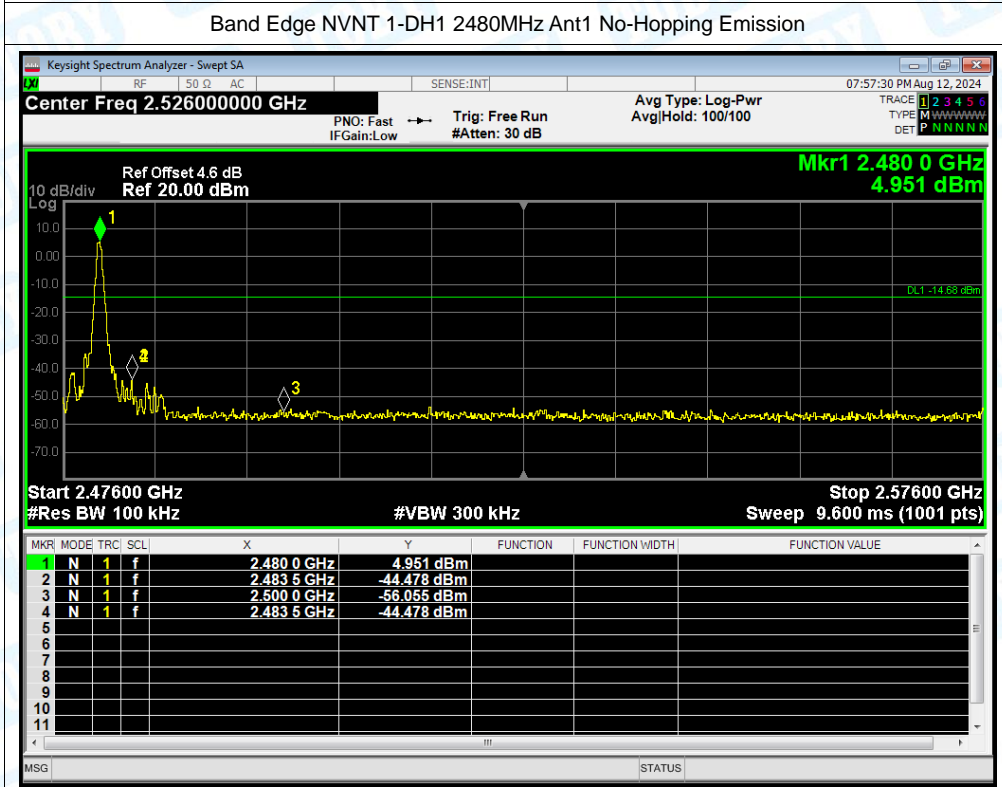 Band Edge NVNT 1-DH1 2480MHz Ant1 No-Hopping Emission
Keysight Spectrum Analyzer - Swept SA
LXI RF 50 Ω AC SENSE:INT 07:57:30 PM Aug 12, 2024
Center Freq 2.526000000 GHz
PNO: Fast
IFGain:Low
Trig: Free Run
#Atten: 30 dB
Avg Type: Log-Pwr
Avg|Hold: 100/100
TRACE 1 2 3 4 5 6
TYPE M WWWWW
DET P N N N N N
Mkr1 2.480 0 GHz
4.951 dBm
Ref Offset 4.6 dB
10 dB/div Ref 20.00 dBm
Log
10.0
0.00
-10.0
-20.0
-30.0
-40.0
-50.0
-60.0
-70.0
1
2
3
DL1 -14.68 dBm
Start 2.47600 GHz Stop 2.57600 GHz
#Res BW 100 kHz #VBW 300 kHz Sweep 9.600 ms (1001 pts)
MKR MODE TRC SCL X Y FUNCTION FUNCTION WIDTH FUNCTION VALUE
1 N 1 f 2.480 0 GHz 4.951 dBm
2 N 1 f 2.483 5 GHz -44.478 dBm
3 N 1 f 2.500 0 GHz -56.055 dBm
4 N 1 f 2.483 5 GHz -44.478 dBm
5
6
7
8
9
10
11
MSG STATUS